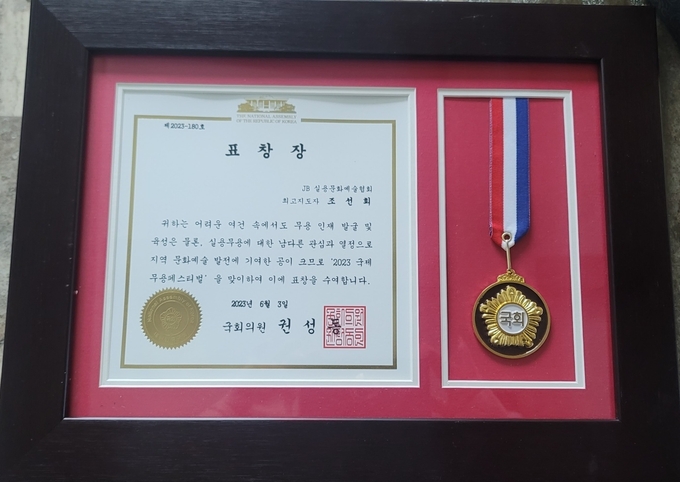 THE NATIONAL ASSEMBLY
OF THE REPUBLIC OF KOREA
제2023-180호
표창장
JB 실용문화예술협회
최고지도사 조선희
귀하는 어려운 여건 속에서도 무용 인재 발굴 및
육성은 물론, 실용무용에 대한 남다른 관심과 열정으로
지역 문화예술 발전에 기여한 공이 크므로 '2023 국제
무용페스티벌' 을 맞이하여 이에 표창을 수여합니다.
2023년 6월 3일
국회의원 권성동
국회